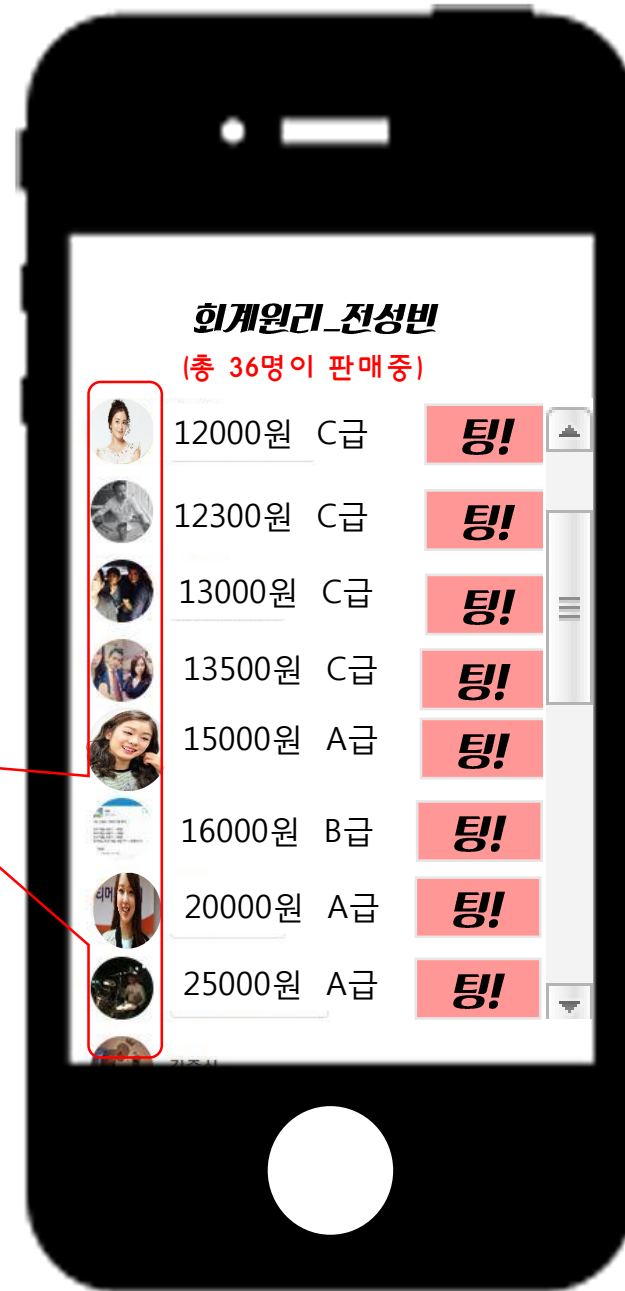 회계원리_전성빈
(총 36명이 판매중)
12000원 C급 팅!
12300원 C급 팅!
13000원 C급 팅!
13500원 C급 팅!
15000원 A급 팅!
16000원 B급 팅!
20000원 A급 팅!
25000원 A급 팅!